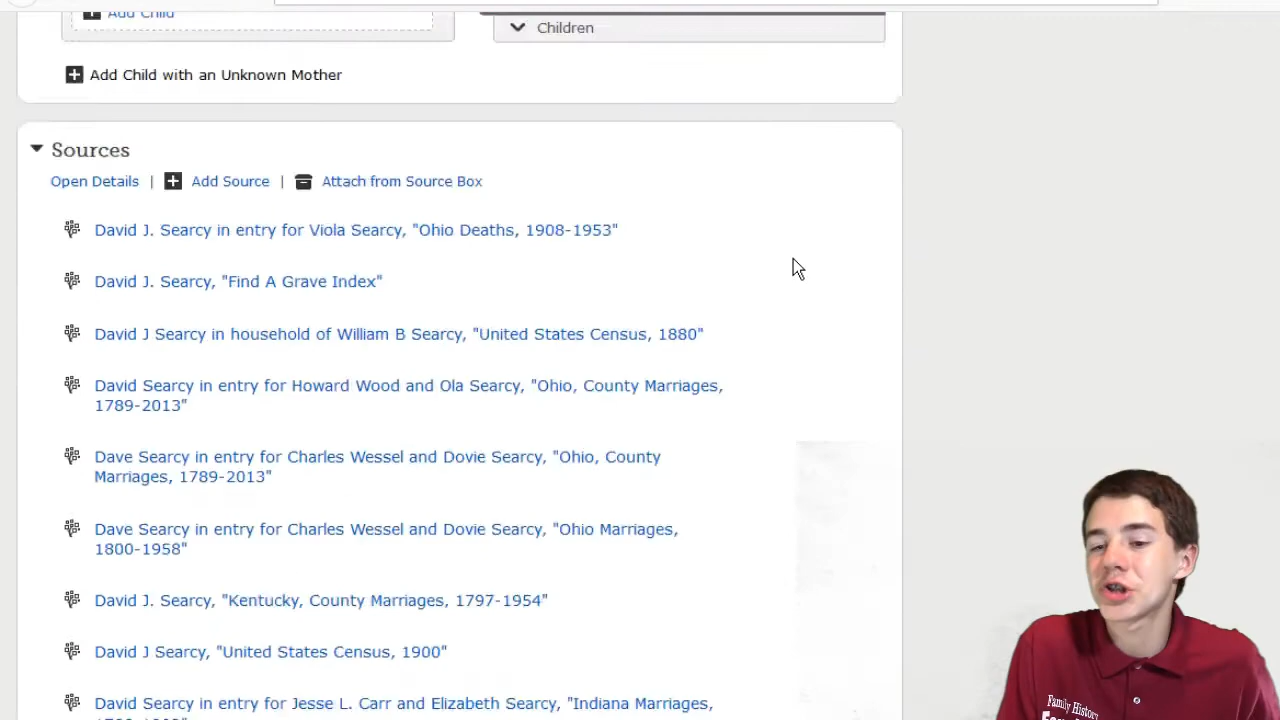 Add Child
Children
Add Child with an Unknown Mother
Sources
Open Details | Add Source | Attach from Source Box
David J. Searcy in entry for Viola Searcy, "Ohio Deaths, 1908-1953"
David J. Searcy, "Find A Grave Index"
David J Searcy in household of William B Searcy, "United States Census, 1880"
David Searcy in entry for Howard Wood and Ola Searcy, "Ohio, County Marriages,
1789-2013"
Dave Searcy in entry for Charles Wessel and Dovie Searcy, "Ohio, County
Marriages, 1789-2013"
Dave Searcy in entry for Charles Wessel and Dovie Searcy, "Ohio Marriages,
1800-1958"
David J. Searcy, "Kentucky, County Marriages, 1797-1954"
David J Searcy, "United States Census, 1900"
David Searcy in entry for Jesse L. Carr and Elizabeth Searcy, "Indiana Marriages,
Family History